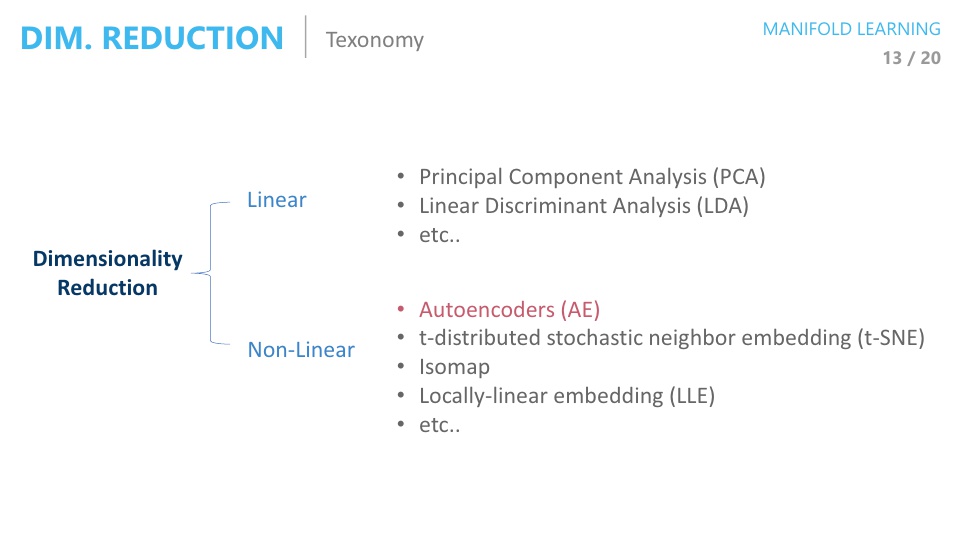 DIM. REDUCTION
Texonomy
MANIFOLD LEARNING
13 / 20
Dimensionality
Reduction
Linear
• Principal Component Analysis (PCA)
• Linear Discriminant Analysis (LDA)
• etc..
Non-Linear
• Autoencoders (AE)
• t-distributed stochastic neighbor embedding (t-SNE)
• Isomap
• Locally-linear embedding (LLE)
• etc..